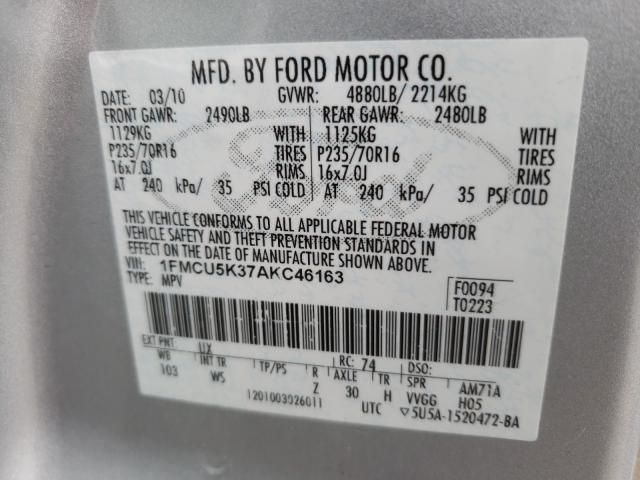 MFD. BY FORD MOTOR CO.
DATE: 03/10 GVWR: 4880LB/ 2214KG
FRONT GAWR: 2490LB REAR GAWR: 2480LB
1129KG WITH 1125KG WITH
P235/70R16 TIRES P235/70R16 TIRES
16x7.0J RIMS 16x7.0J RIMS
AT 240 kPa/ 35 PSI COLD AT 240 kPa/ 35 PSI COLD
Ford
THIS VEHICLE CONFORMS TO ALL APPLICABLE FEDERAL MOTOR
VEHICLE SAFETY AND THEFT PREVENTION STANDARDS IN
EFFECT ON THE DATE OF MANUFACTURE SHOWN ABOVE.
VIN: 1FMCU5K37AKC46163 F0094
TYPE: MPV T0223
EXT PNT: UX RC: 74 DSO:
WB INT TR TP/PS R AXLE TR SPR AM71A
103 WS Z 30 H VVGG H05
1201003026011 UTC ▽5U5A-1520472-BA